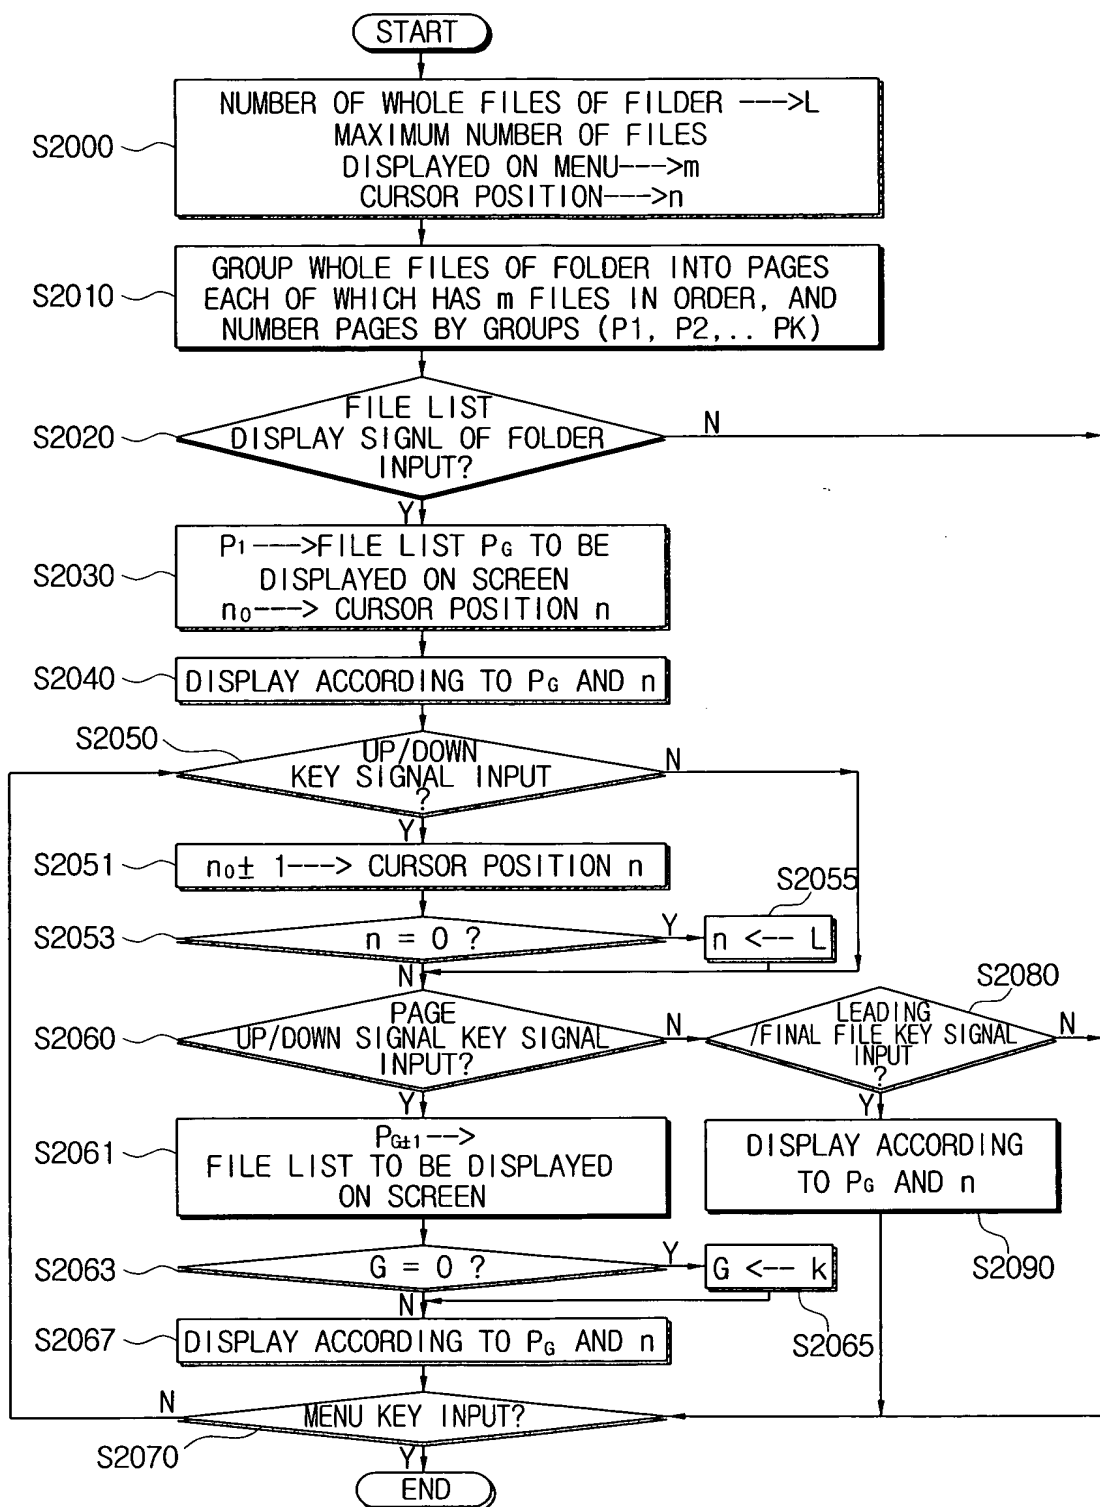 START
NUMBER OF WHOLE FILES OF FILDER --->L
MAXIMUM NUMBER OF FILES
DISPLAYED ON MENU--->m
CURSOR POSITION--->n
S2000
GROUP WHOLE FILES OF FOLDER INTO PAGES
EACH OF WHICH HAS m FILES IN ORDER, AND
NUMBER PAGES BY GROUPS (P1, P2,.. PK)
S2010
FILE LIST
DISPLAY SIGNL OF FOLDER
INPUT?
S2020
N
Y
P1--->FILE LIST PG TO BE
DISPLAYED ON SCREEN
n0---> CURSOR POSITION n
S2030
S2040
DISPLAY ACCORDING TO PG AND n
S2050
UP/DOWN
KEY SIGNAL INPUT
?
N
Y
S2051
n0± 1---> CURSOR POSITION n
S2055
S2053
n = 0 ?
Y
n <-- L
N
S2080
PAGE
UP/DOWN SIGNAL KEY SIGNAL
INPUT?
S2060
N
LEADING
/FINAL FILE KEY SIGNAL
INPUT
?
N
Y
Y
PG±1-->
FILE LIST TO BE DISPLAYED
ON SCREEN
S2061
DISPLAY ACCORDING
TO PG AND n
S2090
S2063
G = 0 ?
Y
G <-- k
N
S2065
S2067
DISPLAY ACCORDING TO PG AND n
N
MENU KEY INPUT?
S2070
Y
END